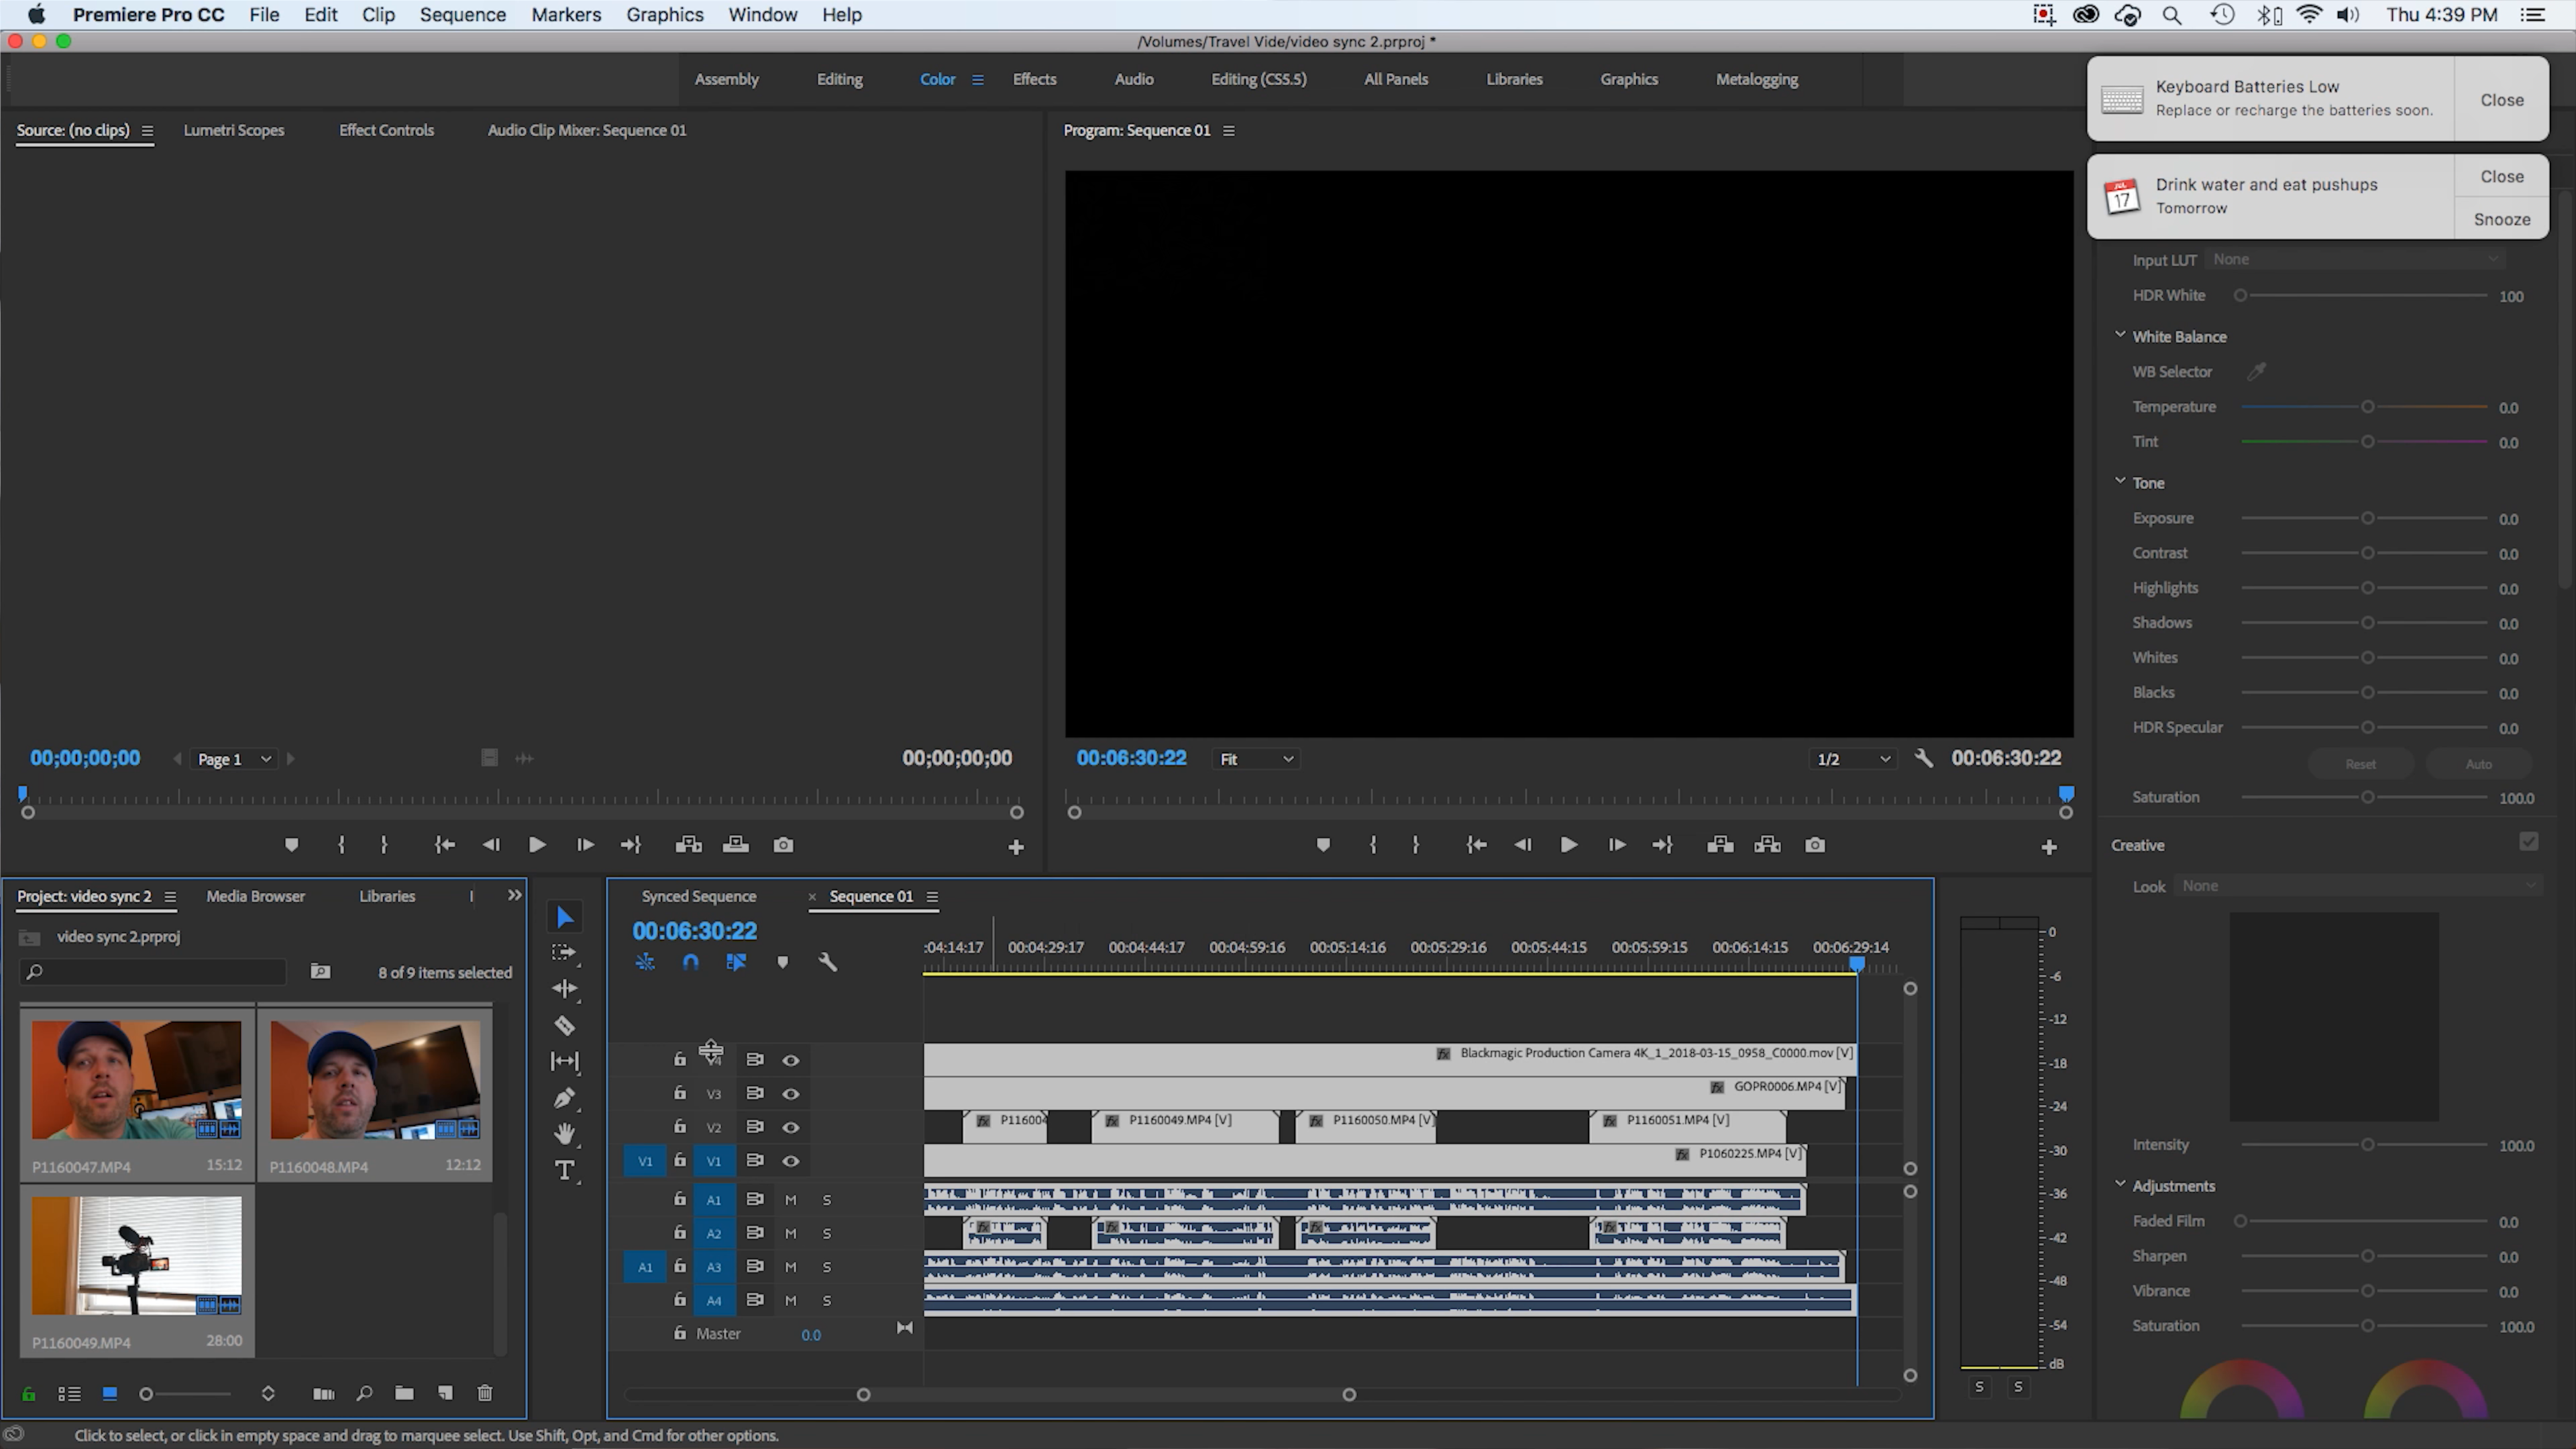 Premiere Pro CC File Edit Clip Sequence Markers Graphics Window Help Thu 4:39 PM
/Volumes/Travel Vide/video sync 2.prproj *
Assembly Editing Color Effects Audio Editing (CS5.5) All Panels Libraries Graphics Metalogging
Keyboard Batteries Low
Replace or recharge the batteries soon.
Close
JUL 17
Drink water and eat pushups
Tomorrow
Close
Snooze
Source: (no clips) Lumetri Scopes Effect Controls Audio Clip Mixer: Sequence 01
Program: Sequence 01
Input LUT None
HDR White 100
White Balance
WB Selector
Temperature 0.0
Tint 0.0
Tone
Exposure 0.0
Contrast 0.0
Highlights 0.0
Shadows 0.0
Whites 0.0
Blacks 0.0
HDR Specular 0.0
Reset Auto
Saturation 100.0
00;00;00;00 Page 1 00;00;00;00
00:06:30:22 Fit 1/2 00:06:30:22
Creative
Look None
Intensity 100.0
Adjustments
Faded Film 0.0
Sharpen 0.0
Vibrance 0.0
Saturation 100.0
Project: video sync 2 Media Browser Libraries
video sync 2.prproj
8 of 9 items selected
P1160047.MP4 15:12
P1160048.MP4 12:12
P1160049.MP4 28:00
Synced Sequence × Sequence 01
00:06:30:22
:04:14:17 00:04:29:17 00:04:44:17 00:04:59:16 00:05:14:16 00:05:29:16 00:05:44:15 00:05:59:15 00:06:14:15 00:06:29:14
fx Blackmagic Production Camera 4K_1_2018-03-15_0958_C0000.mov [V]
V3 fx GOPR0006.MP4 [V]
V2 fx P116004 fx P1160049.MP4 [V] fx P1160050.MP4 [V] fx P1160051.MP4 [V]
V1 V1 fx P1060225.MP4 [V]
A1 M S
A2 M S fx fx fx fx
A1 A3 M S
A4 M S
Master 0.0
0
-6
-12
-18
-24
-30
-36
-42
-48
-54
dB
S S
Click to select, or click in empty space and drag to marquee select. Use Shift, Opt, and Cmd for other options.